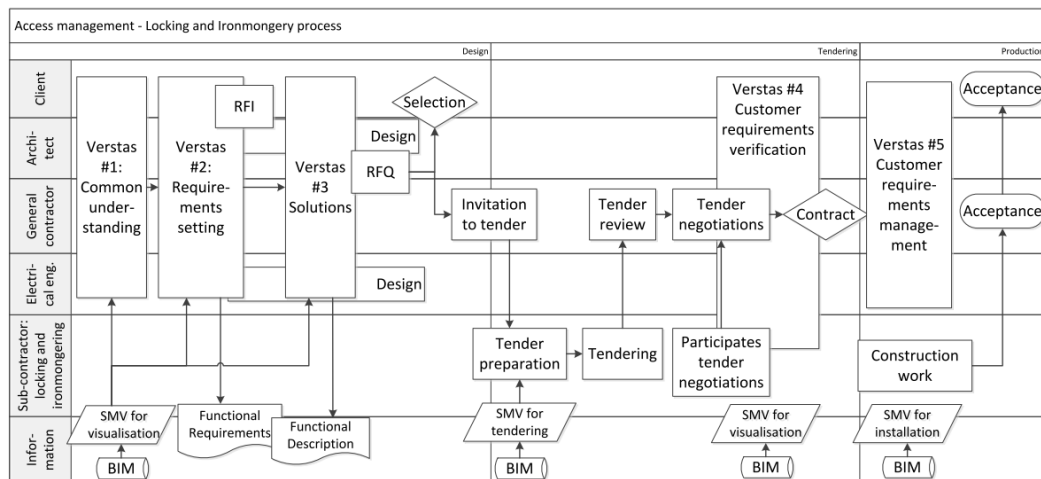 Access management - Locking and Ironmongery process
Design
Tendering
Production
Client
Archi-
tect
General
contractor
Electri-
cal eng.
Sub-contractor:
locking and
ironmongering
Infor-
mation
Verstas
#1:
Common
under-
standing
Verstas
#2:
Require-
ments
setting
RFI
Verstas
#3
Solutions
Design
Design
RFQ
Selection
Invitation
to tender
Tender
review
Tender
negotiations
Verstas #4
Customer
requirements
verification
Contract
Verstas #5
Customer
require-
ments
manage-
ment
Acceptance
Acceptance
Tender
preparation
Tendering
Participates
tender
negotiations
Construction
work
SMV for
visualisation
BIM
Functional
Requirements
Functional
Description
SMV for
tendering
BIM
SMV for
visualisation
BIM
SMV for
installation
BIM